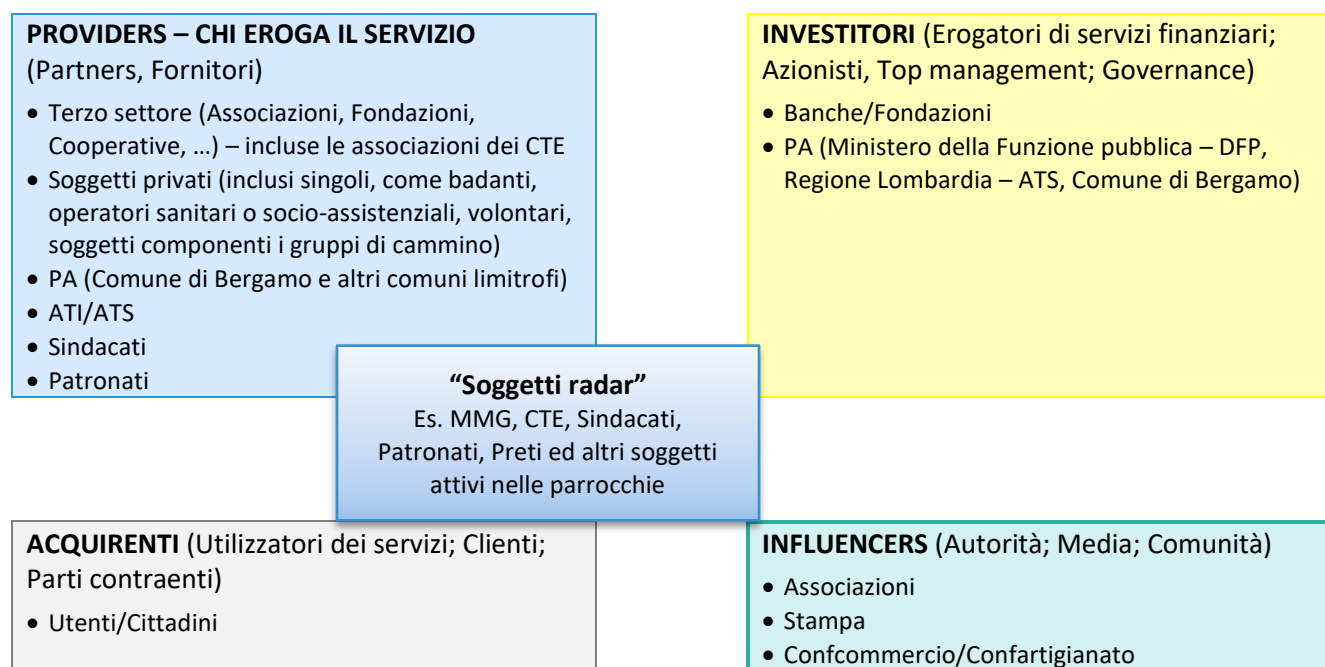 PROVIDERS – CHI EROGA IL SERVIZIO
(Partners, Fornitori)
• Terzo settore (Associazioni, Fondazioni,
Cooperative, …) – incluse le associazioni dei CTE
• Soggetti privati (inclusi singoli, come badanti,
operatori sanitari o socio-assistenziali, volontari,
soggetti componenti i gruppi di cammino)
• PA (Comune di Bergamo e altri comuni limitrofi)
• ATI/ATS
• Sindacati
• Patronati
INVESTITORI (Erogatori di servizi finanziari;
Azionisti, Top management; Governance)
• Banche/Fondazioni
• PA (Ministero della Funzione pubblica – DFP,
Regione Lombardia – ATS, Comune di Bergamo)
“Soggetti radar”
Es. MMG, CTE, Sindacati,
Patronati, Preti ed altri soggetti
attivi nelle parrocchie
ACQUIRENTI (Utilizzatori dei servizi; Clienti;
Parti contraenti)
• Utenti/Cittadini
INFLUENCERS (Autorità; Media; Comunità)
• Associazioni
• Stampa
• Confcommercio/Confartigianato